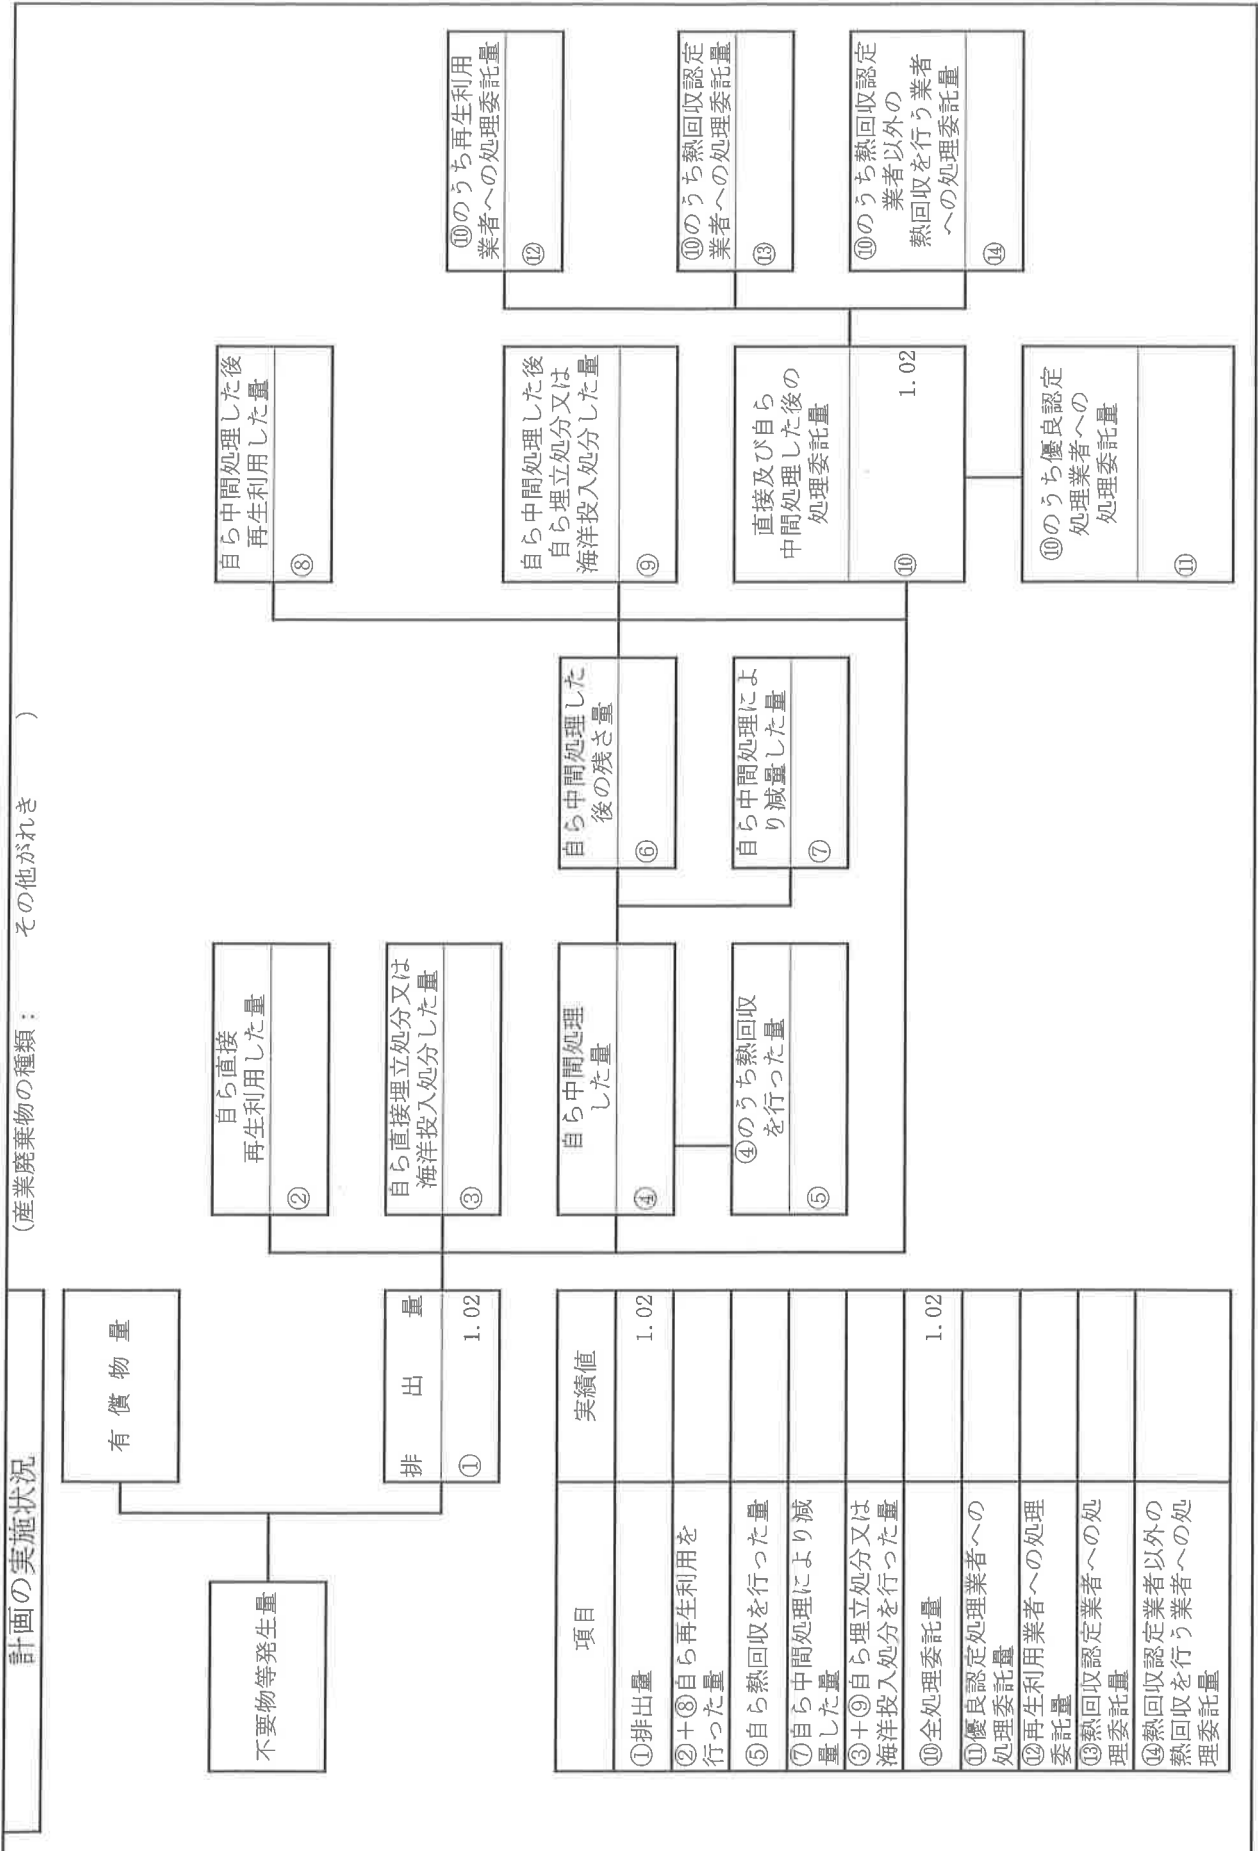 計画の実施状況
(産業廃棄物の種類： その他がれき )
不要物等発生量
有 償 物 量
排 出 量
① 1.02
自ら直接
再生利用した量
②
自ら直接埋立処分又は
海洋投入処分した量
③
自ら中間処理
した量
④
④のうち熱回収
を行った量
⑤
自ら中間処理した
後の残さ量
⑥
自ら中間処理によ
り減量した量
⑦
自ら中間処理した後
再生利用した量
⑧
自ら中間処理した後
自ら埋立処分又は
海洋投入処分した量
⑨
直接及び自ら
中間処理した後の
処理委託量
⑩ 1.02
⑩のうち優良認定
処理業者への
処理委託量
⑪
⑩のうち再生利用
業者への処理委託量
⑫
⑩のうち熱回収認定
業者への処理委託量
⑬
⑩のうち熱回収認定
業者以外の
熱回収を行う業者
への処理委託量
⑭
項目 実績値
①排出量 1.02
②＋⑧自ら再生利用を
行った量
⑤自ら熱回収を行った量
⑦自ら中間処理により減
量した量
③＋⑨自ら埋立処分又は
海洋投入処分を行った量
⑩全処理委託量 1.02
⑪優良認定処理業者への
処理委託量
⑫再生利用業者への処理
委託量
⑬熱回収認定業者への処
理委託量
⑭熱回収認定業者以外の
熱回収を行う業者への処
理委託量